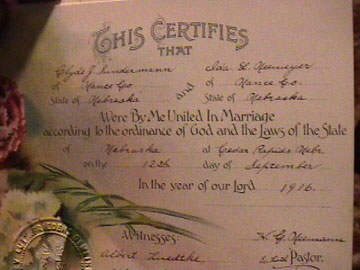 THIS CERTIFIES
THAT
Clyde J Lindermann and Ida L. Niemeyer
of Nance Co of Nance Co.
State of Nebraska State of Nebraska
Were By Me United In Marriage
according to the ordinance of God and the Laws of the State
of Nebraska at Cedar Rapids Nebr
on the 12th day of September
In the year of our Lord 1916.
Witnesses: H. G.
Albert Pastor.